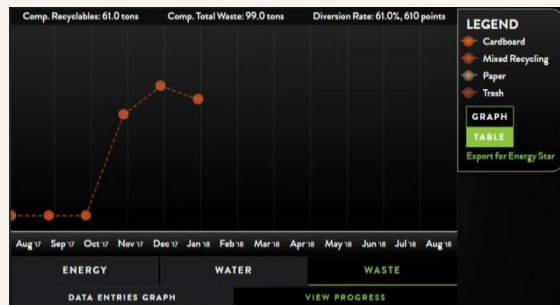 Comp. Recyclables: 61.0 tons Comp. Total Waste: 99.0 tons Diversion Rate: 61.0%, 610 points
LEGEND
Cardboard
Mixed Recycling
Paper
Trash
GRAPH
TABLE
Export for Energy Star
Aug '17 Sep '17 Oct '17 Nov '17 Dec '17 Jan '18 Feb '18 Mar '18 Apr '18 May '18 Jun '18 Jul '18 Aug '18
ENERGY WATER WASTE
DATA ENTRIES GRAPH VIEW PROGRESS